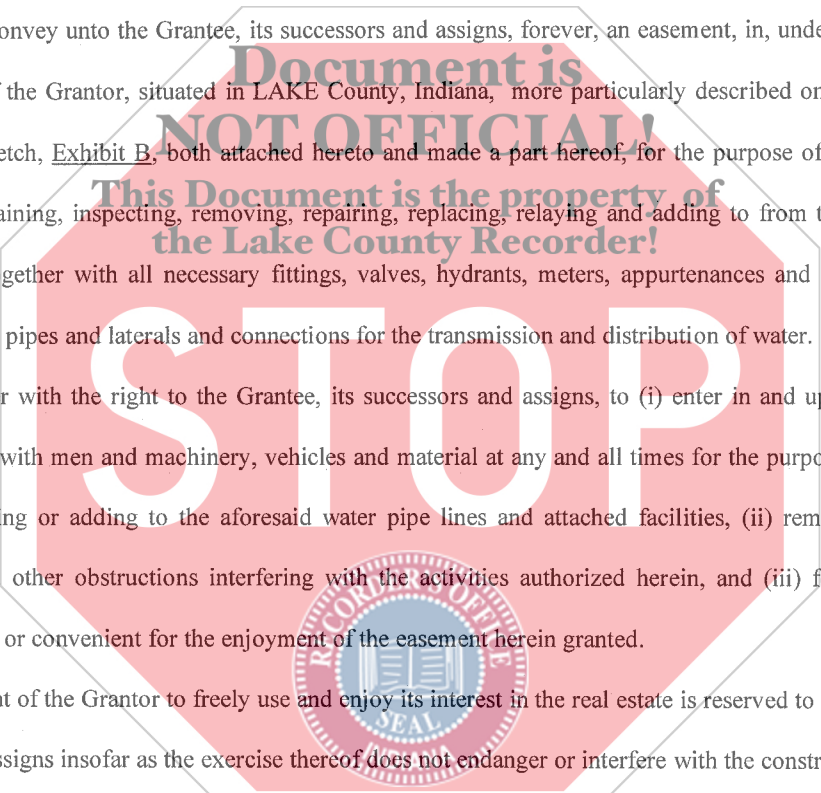 onvey unto the Grantee, its successors and assigns, forever, an easement, in, unde
Document is
f the Grantor, situated in LAKE County, Indiana, more particularly described on
NOT OFFICIAL!
etch, Exhibit B, both attached hereto and made a part hereof, for the purpose of
This Document is the property of
aining, inspecting, removing, repairing, replacing, relaying and adding to from t
the Lake County Recorder!
gether with all necessary fittings, valves, hydrants, meters, appurtenances and
pipes and laterals and connections for the transmission and distribution of water.
STOP
r with the right to the Grantee, its successors and assigns, to (i) enter in and up
with men and machinery, vehicles and material at any and all times for the purpo
ing or adding to the aforesaid water pipe lines and attached facilities, (ii) rem
other obstructions interfering with the activities authorized herein, and (iii) f
RECORDER'S OFFICE
or convenient for the enjoyment of the easement herein granted.
nt of the Grantor to freely use and enjoy its interest in the real estate is reserved to
SEAL
INDIANA
ssigns insofar as the exercise thereof does not endanger or interfere with the constr